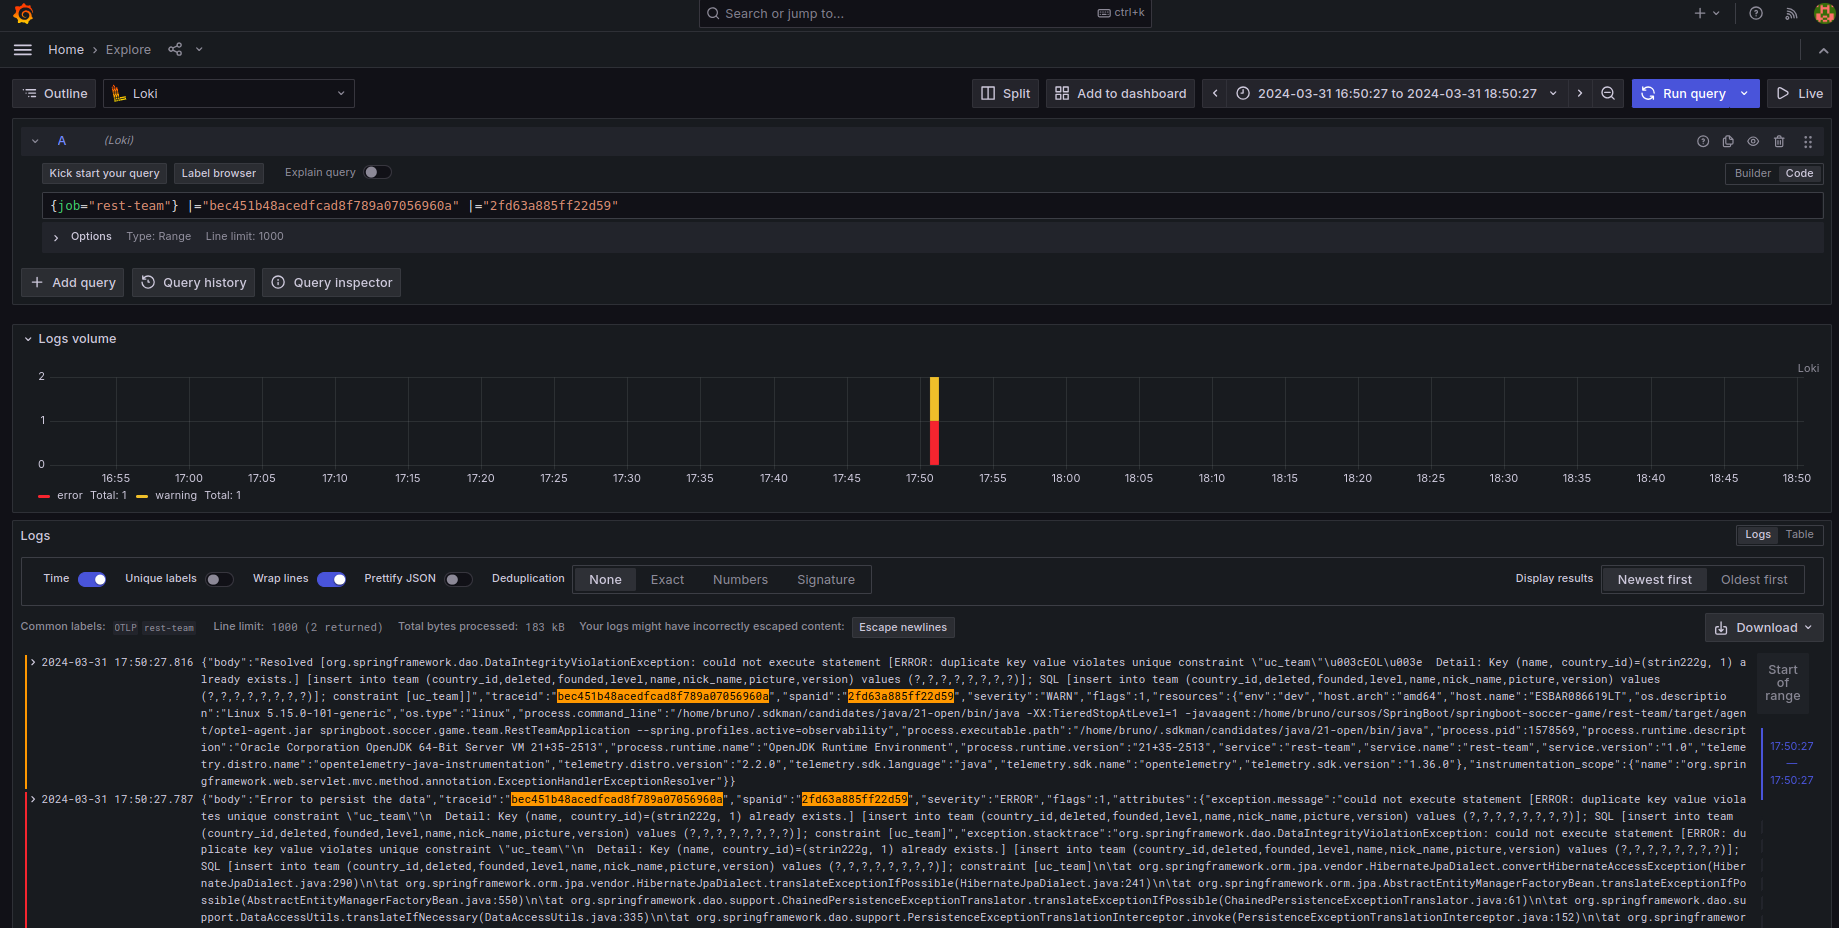 Search or jump to...
ctrl+k
Home
Explore
Outline
Loki
Split
Add to dashboard
2024-03-31 16:50:27 to 2024-03-31 18:50:27
Run query
Live
A
(Loki)
Kick start your query
Label browser
Explain query
Builder
Code
{job="rest-team"} |="bec451b48acedfcad8f789a07056960a" |="2fd63a885ff22d59"
Options
Type: Range
Line limit: 1000
Add query
Query history
Query inspector
Logs volume
Loki
2
1
0
16:55 17:00 17:05 17:10 17:15 17:20 17:25 17:30 17:35 17:40 17:45 17:50 17:55 18:00 18:05 18:10 18:15 18:20 18:25 18:30 18:35 18:40 18:45 18:50
error Total: 1 warning Total: 1
Logs
Logs
Table
Time
Unique labels
Wrap lines
Prettify JSON
Deduplication
None
Exact
Numbers
Signature
Display results
Newest first
Oldest first
Common labels: OTLP rest-team
Line limit: 1000 (2 returned)
Total bytes processed: 183 kB
Your logs might have incorrectly escaped content:
Escape newlines
Download
2024-03-31 17:50:27.816 {"body":"Resolved [org.springframework.dao.DataIntegrityViolationException: could not execute statement [ERROR: duplicate key value violates unique constraint \"uc_team\"\u003cEOL\u003e  Detail: Key (name, country_id)=(strin222g, 1) a
lready exists.] [insert into team (country_id,deleted,founded,level,name,nick_name,picture,version) values (?,?,?,?,?,?,?,?)]; SQL [insert into team (country_id,deleted,founded,level,name,nick_name,picture,version) values
(?,?,?,?,?,?,?,?)]; constraint [uc_team]]","traceid":"bec451b48acedfcad8f789a07056960a","spanid":"2fd63a885ff22d59","severity":"WARN","flags":1,"resources":{"env":"dev","host.arch":"amd64","host.name":"ESBAR086619LT","os.descriptio
n":"Linux 5.15.0-101-generic","os.type":"linux","process.command_line":"/home/bruno/.sdkman/candidates/java/21-open/bin/java -XX:TieredStopAtLevel=1 -javaagent:/home/bruno/cursos/SpringBoot/springboot-soccer-game/rest-team/target/agen
t/optel-agent.jar springboot.soccer.game.team.RestTeamApplication --spring.profiles.active=observability","process.executable.path":"/home/bruno/.sdkman/candidates/java/21-open/bin/java","process.pid":1578569,"process.runtime.descript
ion":"Oracle Corporation OpenJDK 64-Bit Server VM 21+35-2513","process.runtime.name":"OpenJDK Runtime Environment","process.runtime.version":"21+35-2513","service":"rest-team","service.name":"rest-team","service.version":"1.0","teleme
try.distro.name":"opentelemetry-java-instrumentation","telemetry.distro.version":"2.2.0","telemetry.sdk.language":"java","telemetry.sdk.name":"opentelemetry","telemetry.sdk.version":"1.36.0"},"instrumentation_scope":{"name":"org.sprin
gframework.web.servlet.mvc.method.annotation.ExceptionHandlerExceptionResolver"}}
2024-03-31 17:50:27.787 {"body":"Error to persist the data","traceid":"bec451b48acedfcad8f789a07056960a","spanid":"2fd63a885ff22d59","severity":"ERROR","flags":1,"attributes":{"exception.message":"could not execute statement [ERROR: duplicate key value viola
tes unique constraint \"uc_team\"\n  Detail: Key (name, country_id)=(strin222g, 1) already exists.] [insert into team (country_id,deleted,founded,level,name,nick_name,picture,version) values (?,?,?,?,?,?,?,?)]; SQL [insert into team
(country_id,deleted,founded,level,name,nick_name,picture,version) values (?,?,?,?,?,?,?,?)]; constraint [uc_team]","exception.stacktrace":"org.springframework.dao.DataIntegrityViolationException: could not execute statement [ERROR: du
plicate key value violates unique constraint \"uc_team\"\n  Detail: Key (name, country_id)=(strin222g, 1) already exists.] [insert into team (country_id,deleted,founded,level,name,nick_name,picture,version) values (?,?,?,?,?,?,?,?)];
SQL [insert into team (country_id,deleted,founded,level,name,nick_name,picture,version) values (?,?,?,?,?,?,?,?)]; constraint [uc_team]\n\tat org.springframework.orm.jpa.vendor.HibernateJpaDialect.convertHibernateAccessException(Hiber
nateJpaDialect.java:290)\n\tat org.springframework.orm.jpa.vendor.HibernateJpaDialect.translateExceptionIfPossible(HibernateJpaDialect.java:241)\n\tat org.springframework.orm.jpa.AbstractEntityManagerFactoryBean.translateExceptionIfPo
ssible(AbstractEntityManagerFactoryBean.java:550)\n\tat org.springframework.dao.support.ChainedPersistenceExceptionTranslator.translateExceptionIfPossible(ChainedPersistenceExceptionTranslator.java:61)\n\tat org.springframework.dao.su
pport.DataAccessUtils.translateIfNecessary(DataAccessUtils.java:335)\n\tat org.springframework.dao.support.PersistenceExceptionTranslationInterceptor.invoke(PersistenceExceptionTranslationInterceptor.java:152)\n\tat org.springframewor
Start
of
range
17:50:27
—
17:50:27